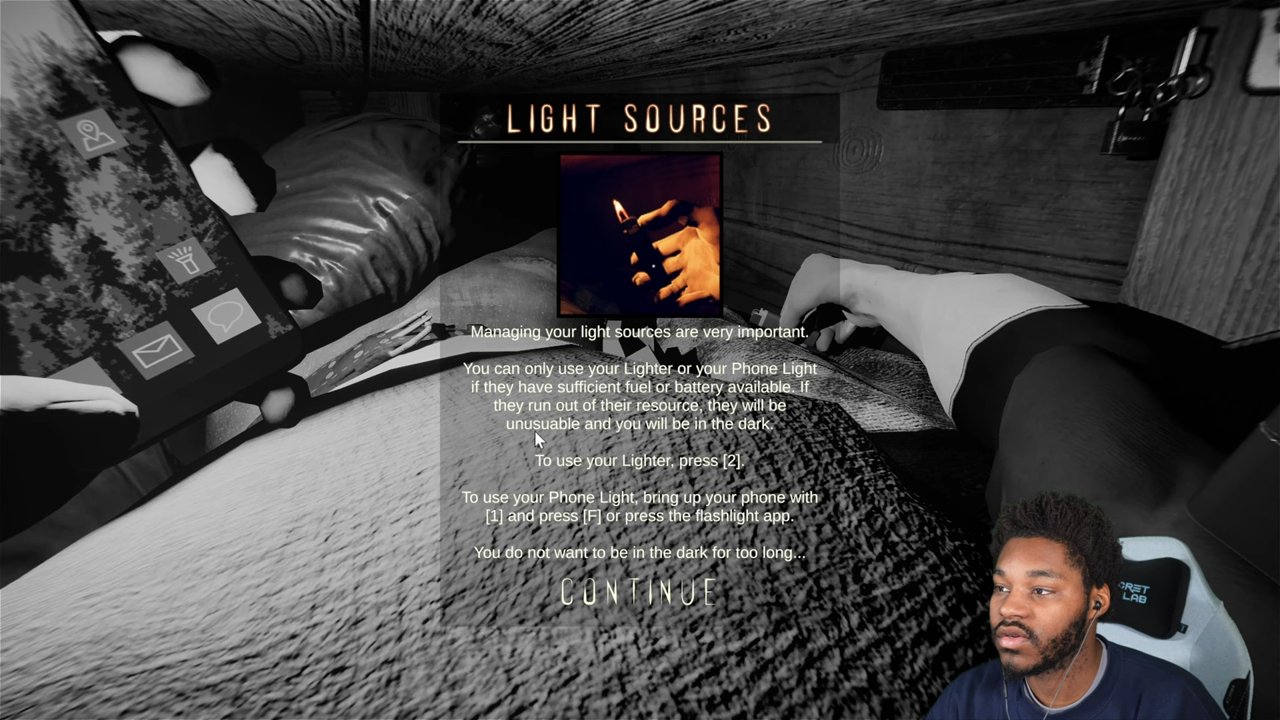 LIGHT SOURCES
Managing your light sources are very important.
You can only use your Lighter or your Phone Light
if they have sufficient fuel or battery available. If
they run out of their resource, they will be
unusuable and you will be in the dark.
To use your Lighter, press [2].
To use your Phone Light, bring up your phone with
[1] and press [F] or press the flashlight app.
You do not want to be in the dark for too long...
CONTINUE
LAB